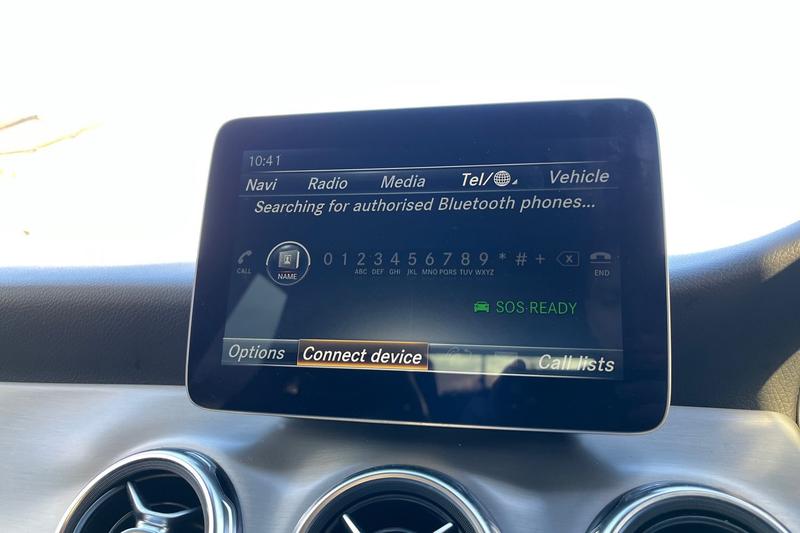 10:41
Navi Radio Media Tel/ Vehicle
Searching for authorised Bluetooth phones...
CALL NAME 0 1 2 3 4 5 6 7 8 9 * # + END
ABC DEF GHI JKL MNO PQRS TUV WXYZ
SOS READY
Options Connect device Call lists